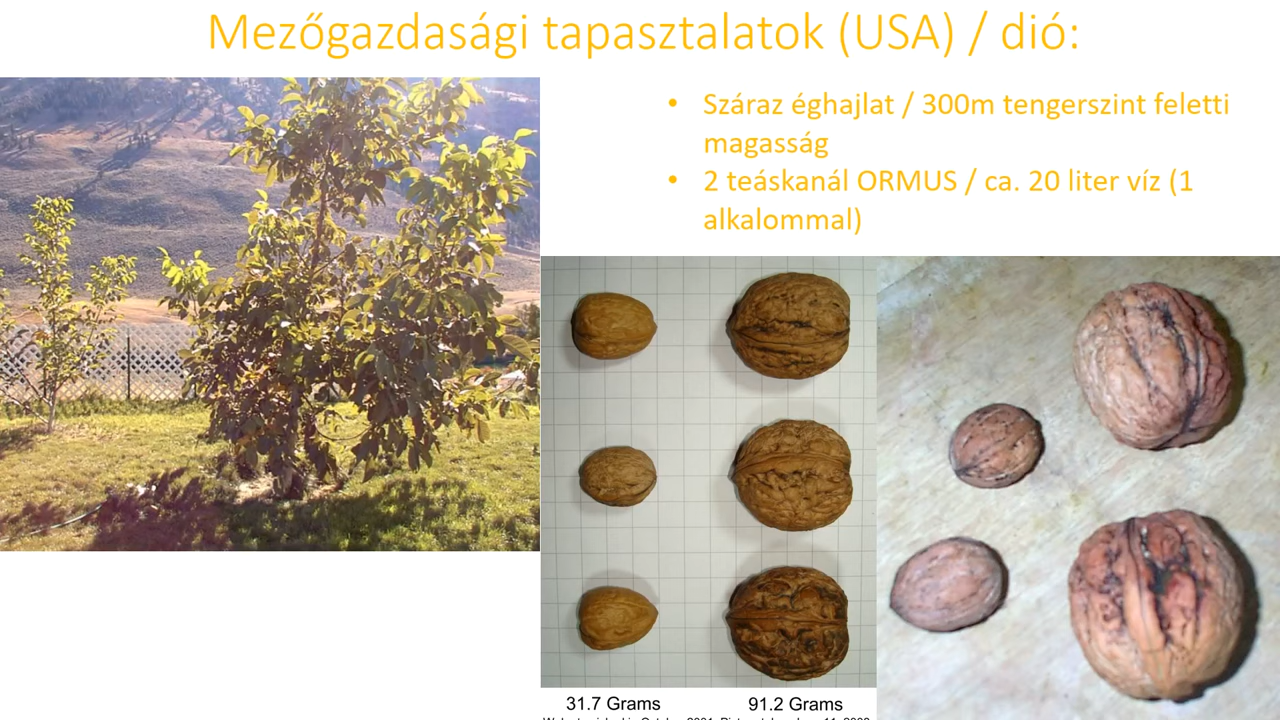 Mezőgazdasági tapasztalatok (USA) / dió:
• Száraz éghajlat / 300m tengerszint feletti
magasság
• 2 teáskanál ORMUS / ca. 20 liter víz (1
alkalommal)
31.7 Grams 91.2 Grams